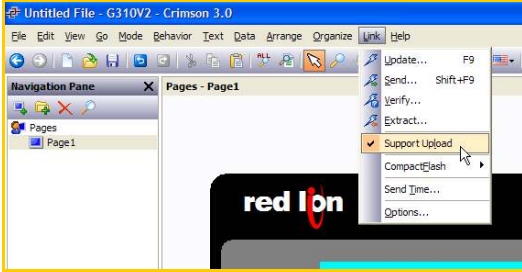 Untitled File - G310V2 - Crimson 3.0
File Edit View Go Mode Behavior Text Data Arrange Organize Link Help
ALL
Navigation Pane X Pages - Page1
Pages
Page1
Update... F9
Send... Shift+F9
Verify...
Extract...
Support Upload
CompactFlash
Send Time...
Options...
red lion